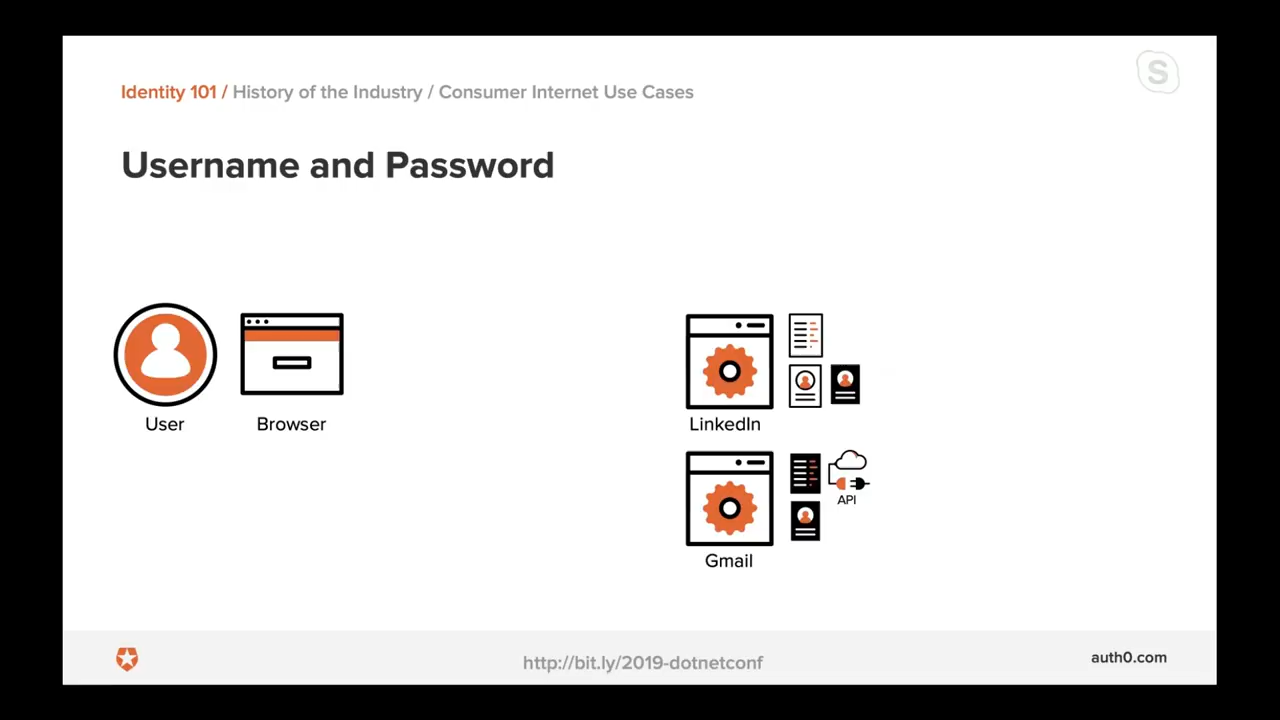 Identity 101 / History of the Industry / Consumer Internet Use Cases
S
Username and Password
User
Browser
LinkedIn
API
Gmail
http://bit.ly/2019-dotnetconf
auth0.com